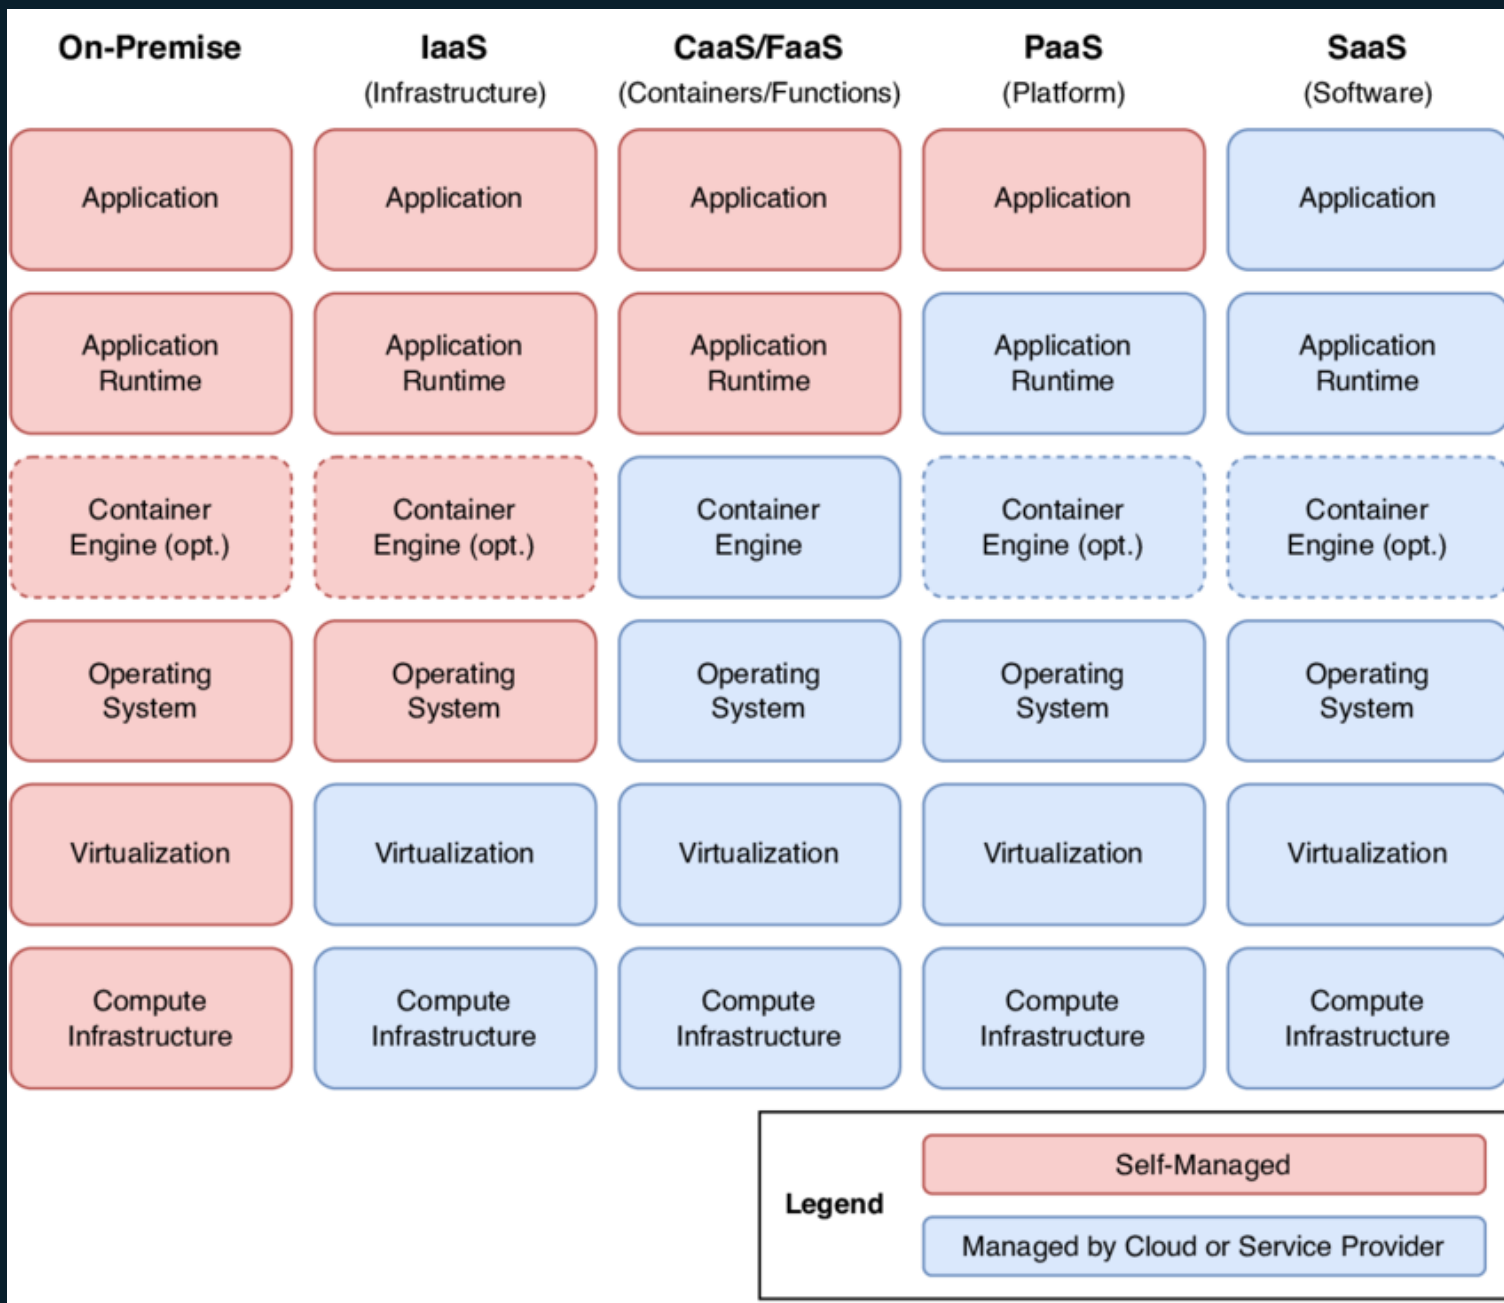 On-Premise
IaaS
CaaS/FaaS
PaaS
SaaS
(Infrastructure)
(Containers/Functions)
(Platform)
(Software)
Application
Application
Application
Application
Application
Application
Runtime
Application
Runtime
Application
Runtime
Application
Runtime
Application
Runtime
Container
Engine (opt.)
Container
Engine (opt.)
Container
Engine
Container
Engine (opt.)
Container
Engine (opt.)
Operating
System
Operating
System
Operating
System
Operating
System
Operating
System
Virtualization
Virtualization
Virtualization
Virtualization
Virtualization
Compute
Infrastructure
Compute
Infrastructure
Compute
Infrastructure
Compute
Infrastructure
Compute
Infrastructure
Legend
Self-Managed
Managed by Cloud or Service Provider